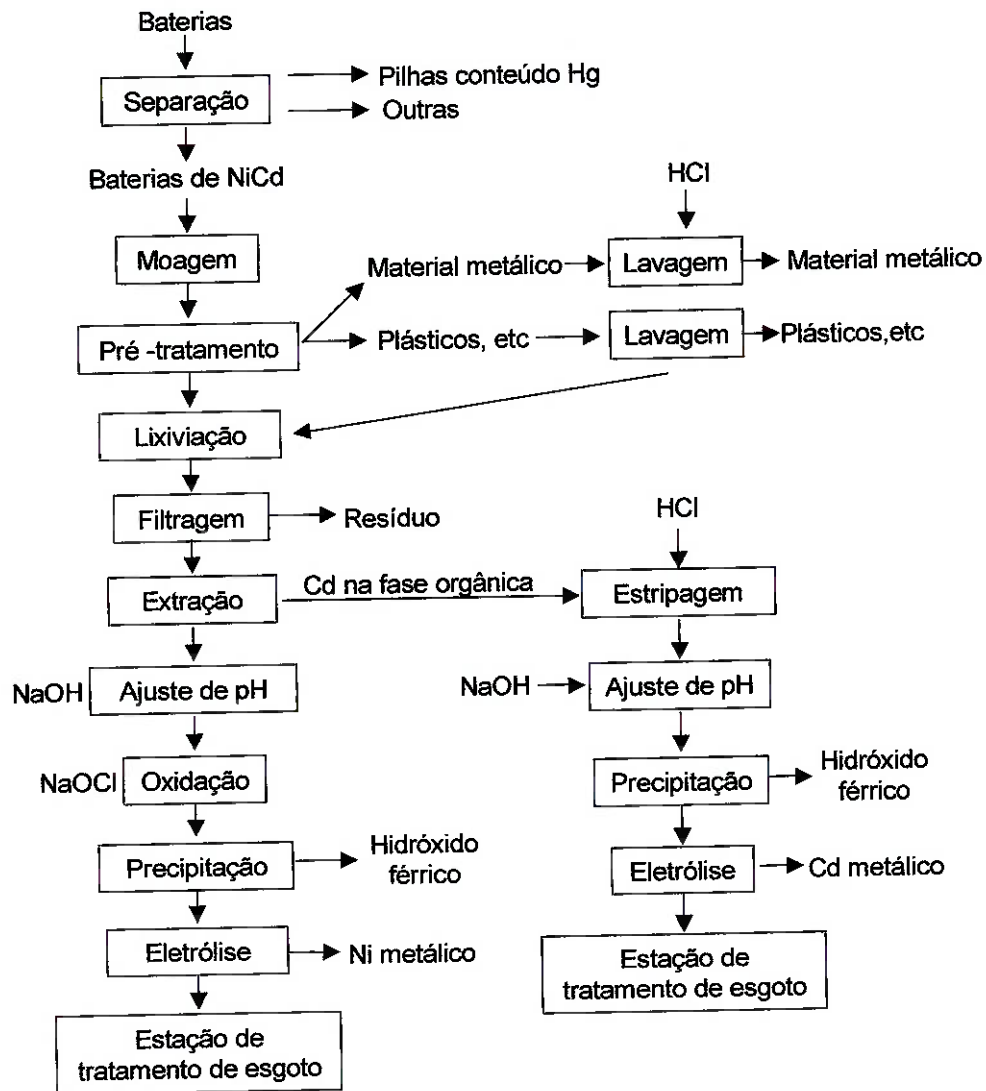 Baterias
Separação
Pilhas conteúdo Hg
Outras
Baterias de NiCd
HCl
Moagem
Material metálico
Lavagem
Material metálico
Pré -tratamento
Plásticos, etc
Lavagem
Plásticos,etc
Lixiviação
Filtragem
Resíduo
HCl
Extração
Cd na fase orgânica
Estripagem
NaOH
Ajuste de pH
NaOH
Ajuste de pH
NaOCl
Oxidação
Precipitação
Hidróxido
férrico
Precipitação
Hidróxido
férrico
Eletrólise
Cd metálico
Eletrólise
Ni metálico
Estação de
tratamento de esgoto
Estação de
tratamento de esgoto